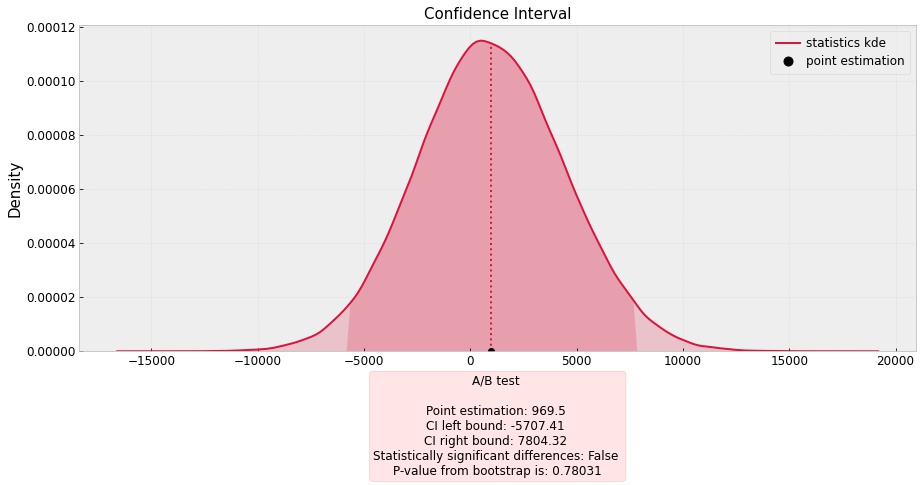 Confidence Interval
statistics kde
point estimation
Density
0.00012
0.00010
0.00008
0.00006
0.00004
0.00002
0.00000
−15000 −10000 −5000 0 5000 10000 15000 20000
A/B test
Point estimation: 969.5
CI left bound: -5707.41
CI right bound: 7804.32
Statistically significant differences: False
P-value from bootstrap is: 0.78031